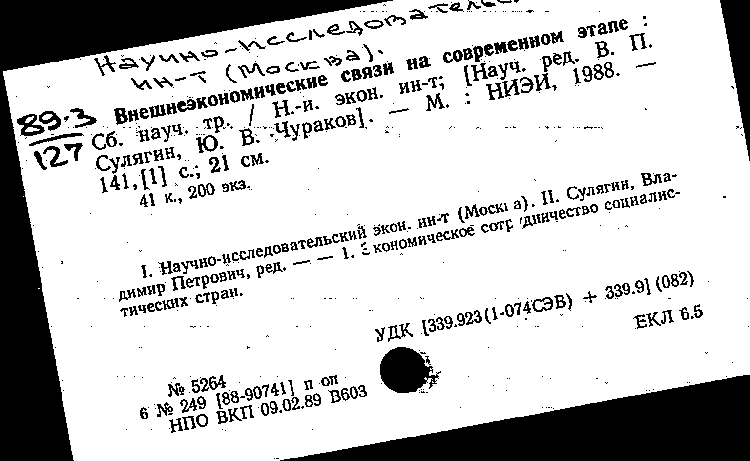 Научно-исследователь
ин-т (Москва).
89-3
127
Внешнеэкономические связи на современном этапе :
Сб. науч. тр. / Н.-и. экон. ин-т; [Науч. ред. В. П.
Сулягин, Ю. В. Чураков]. — М. : НИЭИ, 1988. —
141,[1] с.; 21 см.
41 к., 200 экз.
I. Научно-исследовательский экон. ин-т (Москва). II. Сулягин, Вла-
димир Петрович, ред. — — 1. Экономическое сотрудничество социалис-
тических стран.
УДК [339.923(1-074СЭВ) + 339.9] (082)
ЕКЛ 6.5
№ 5264
6 № 249 [88-90741] п оп
НПО ВКП 09.02.89 В603